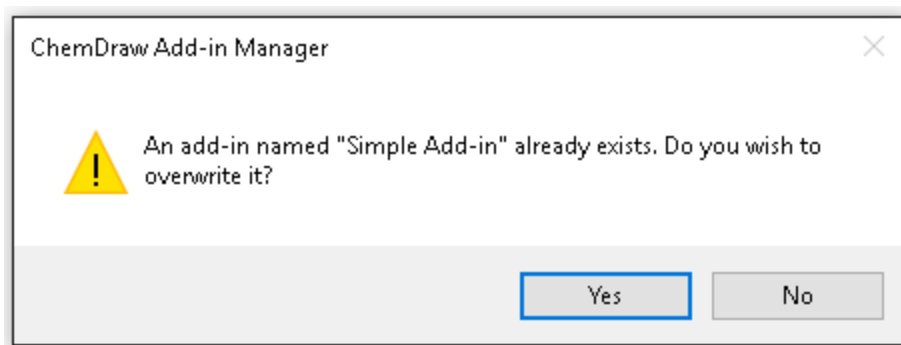 ChemDraw Add-in Manager
An add-in named "Simple Add-in" already exists. Do you wish to
overwrite it?
Yes
No